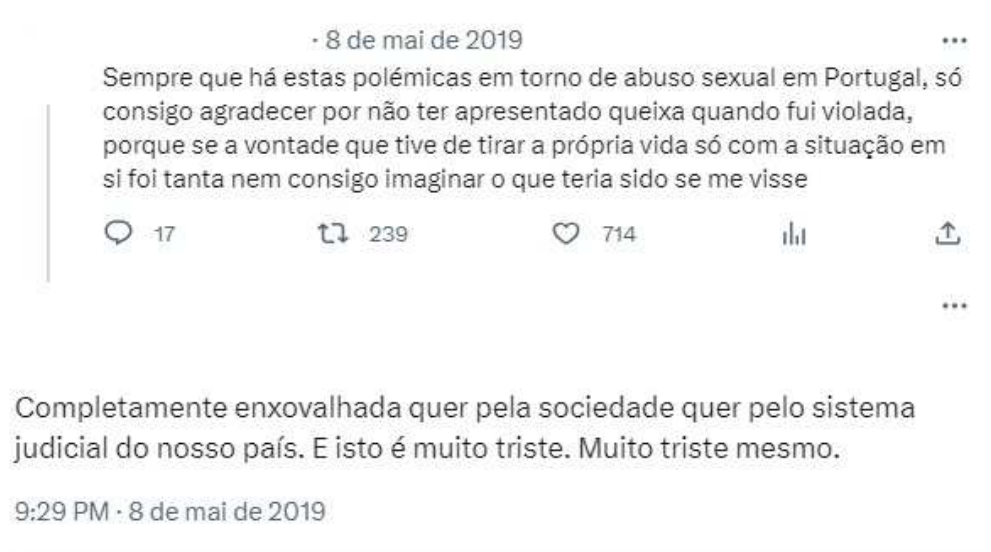 · 8 de mai de 2019
Sempre que há estas polémicas em torno de abuso sexual em Portugal, só
consigo agradecer por não ter apresentado queixa quando fui violada,
porque se a vontade que tive de tirar a própria vida só com a situação em
si foi tanta nem consigo imaginar o que teria sido se me visse
17 239 714
Completamente enxovalhada quer pela sociedade quer pelo sistema
judicial do nosso país. E isto é muito triste. Muito triste mesmo.
9:29 PM · 8 de mai de 2019